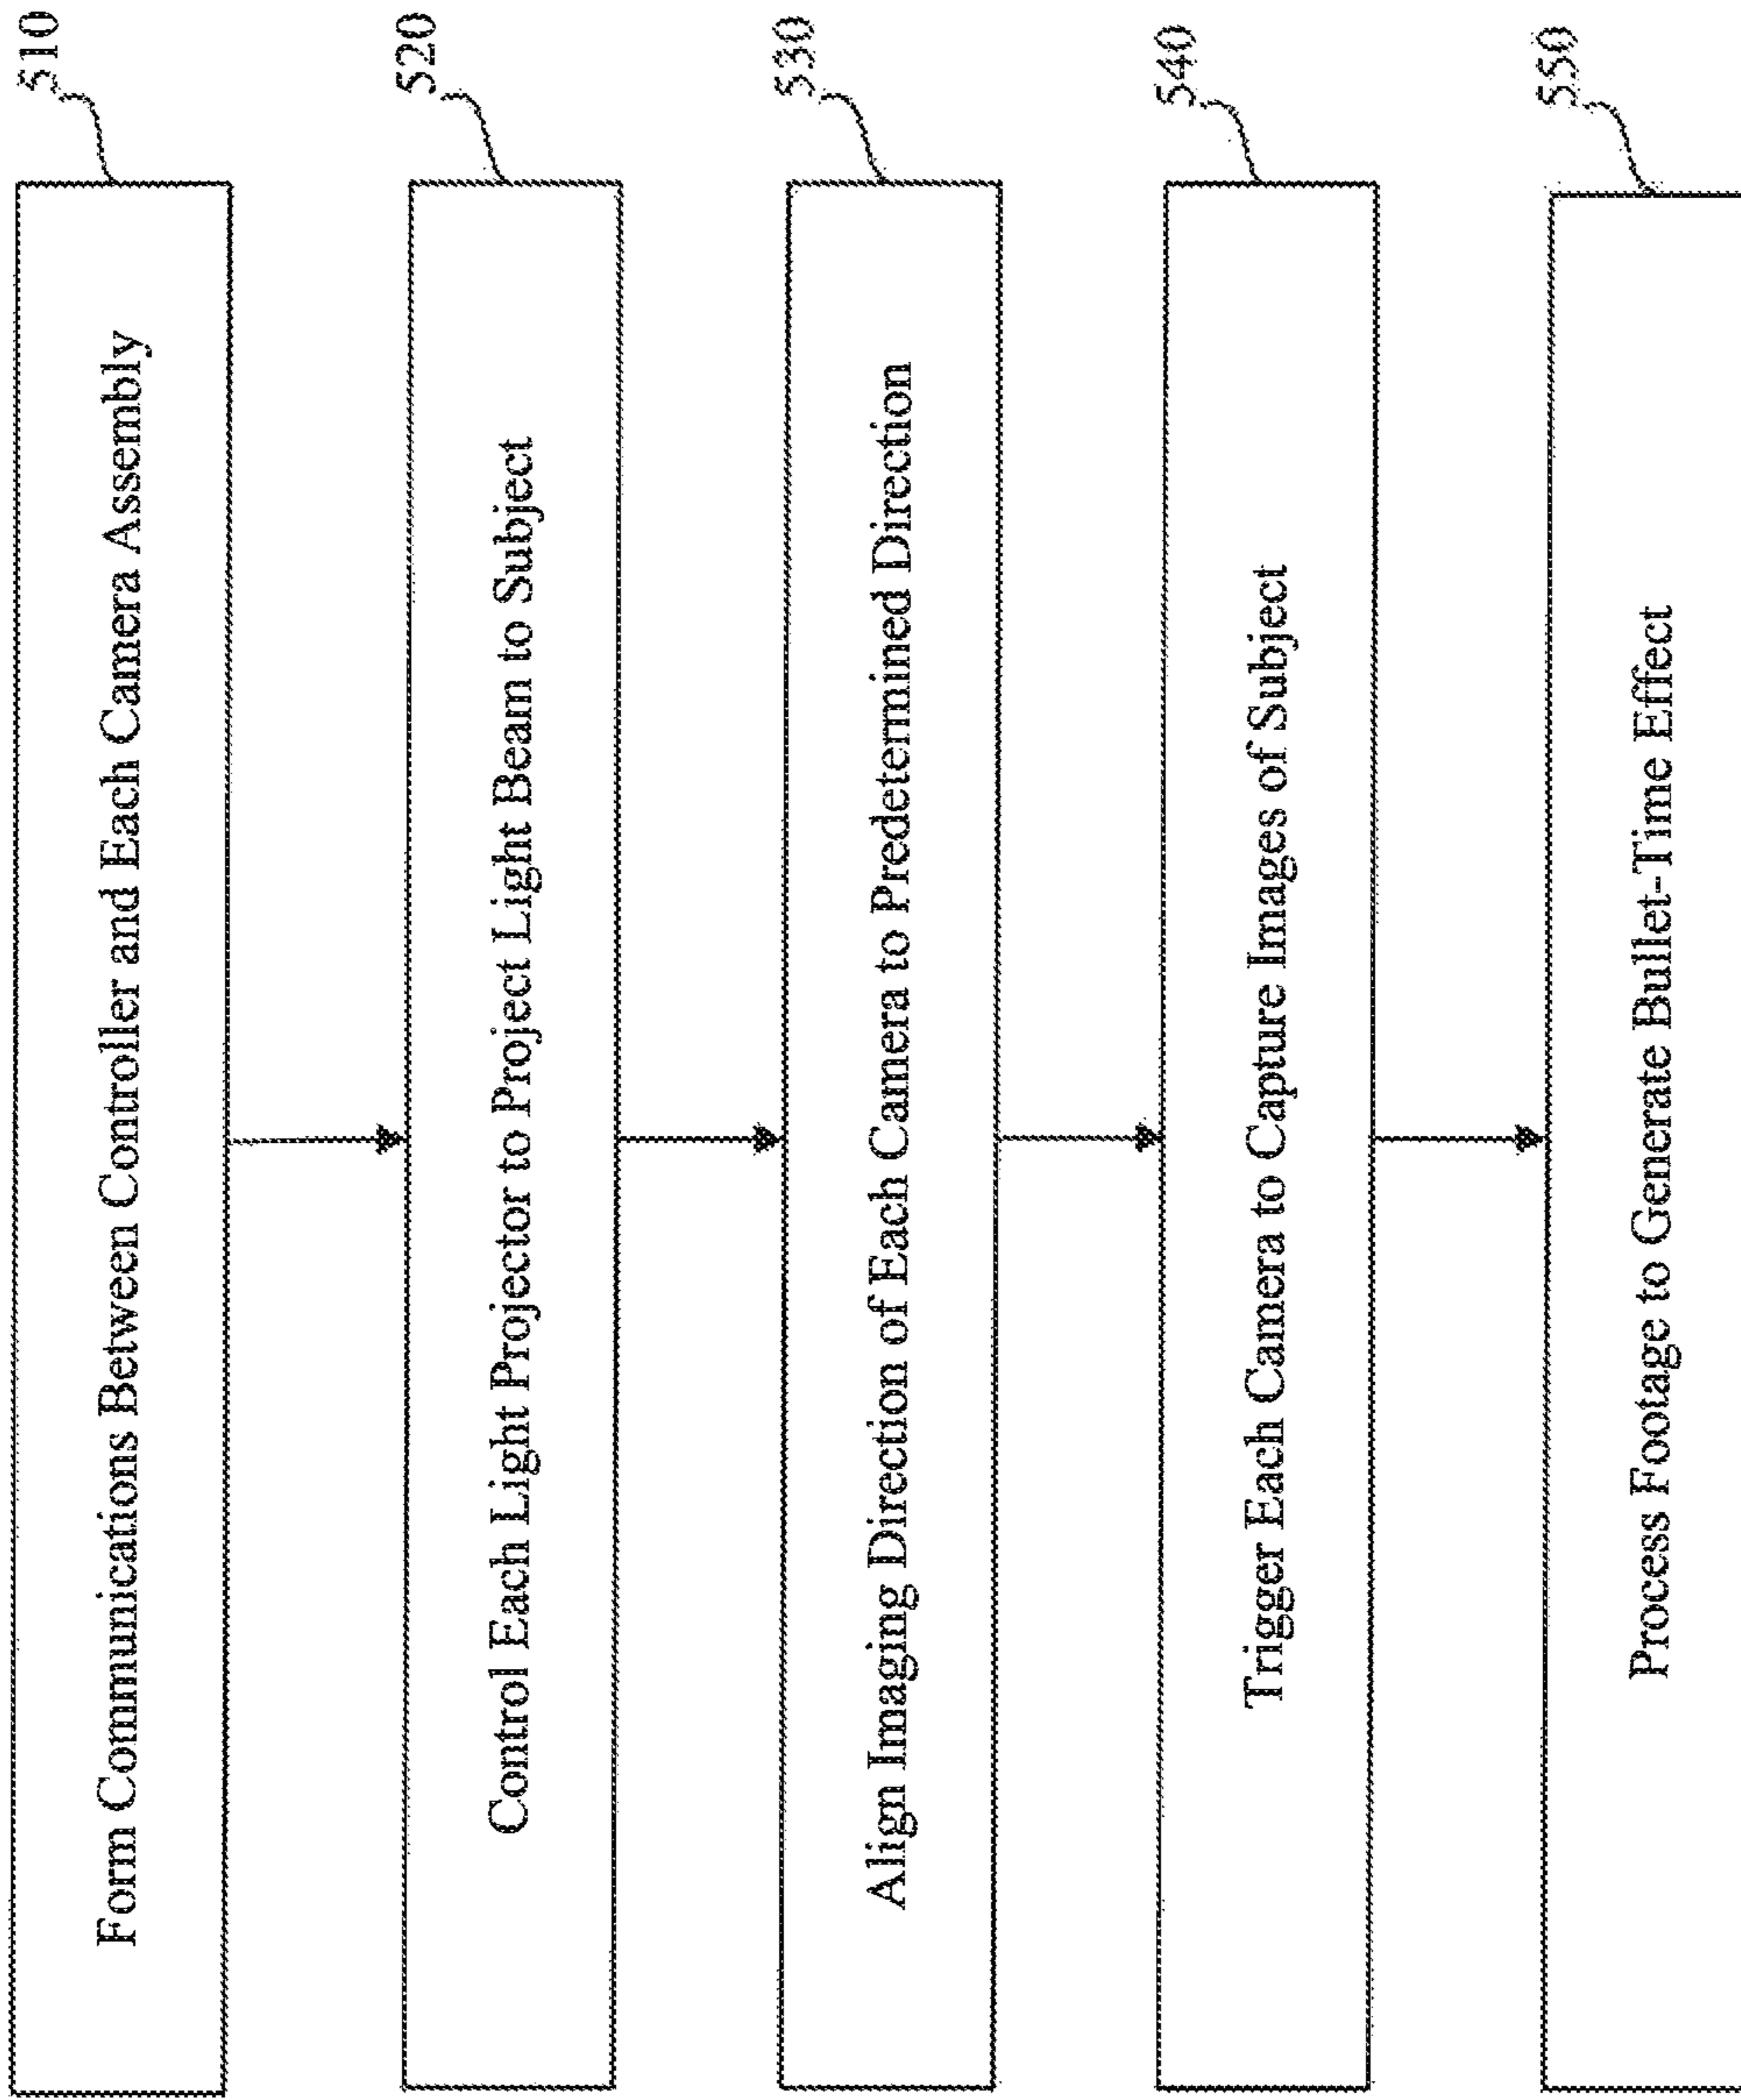 510
Form Communications Between Controller and Each Camera Assembly
520
Control Each Light Projector to Project Light Beam to Subject
530
Align Imaging Direction of Each Camera to Predetermined Direction
540
Trigger Each Camera to Capture Images of Subject
550
Process Footage to Generate Bullet-Time Effect